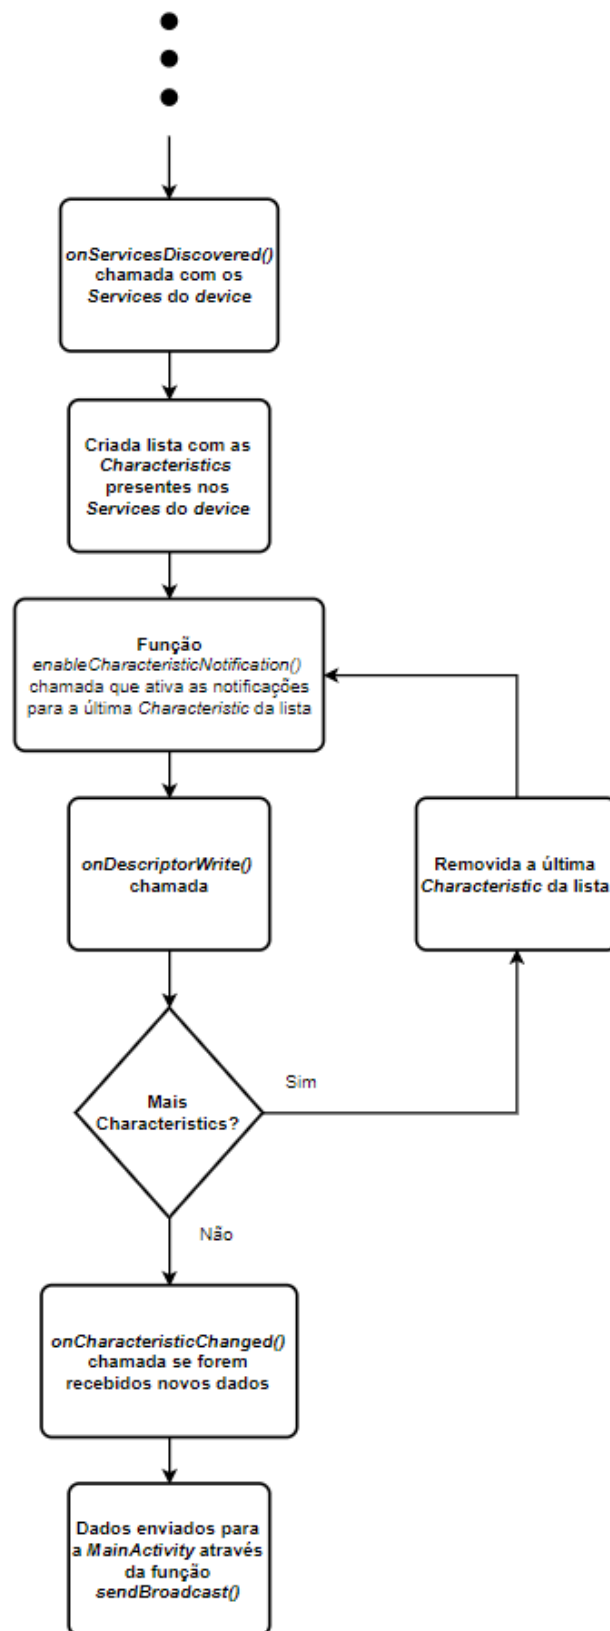 onServicesDiscovered()
chamada com os
Services do device
Criada lista com as
Characteristics
presentes nos
Services do device
Função
enableCharacteristicNotification()
chamada que ativa as notificações
para a última Characteristic da lista
onDescriptorWrite()
chamada
Removida a última
Characteristic da lista
Mais
Characteristics?
Sim
Não
onCharacteristicChanged()
chamada se forem
recebidos novos dados
Dados enviados para
a MainActivity através
da função
sendBroadcast()